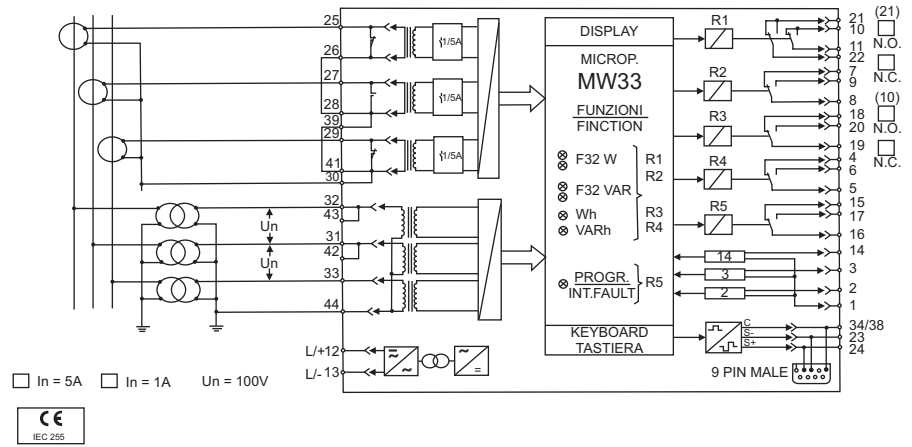 25
26
27
28
39
29
41
30
32
43
31
42
33
44
Un
Un
L/+12
L/- 13
1/5A
1/5A
1/5A
DISPLAY
MICROP.
MW33
FUNZIONI
FINCTION
F32 W
F32 VAR
Wh
VARh
R1
R2
R3
R4
PROGR.
INT.FAULT
R5
KEYBOARD
TASTIERA
R1
R2
R3
R4
R5
14
3
2
C
S-
S+
9 PIN MALE
21
10
11
22
7
9
8
18
20
19
4
6
5
15
17
16
14
3
2
1
34/38
23
24
(21)
N.O.
N.C.
(10)
N.O.
N.C.
In = 5A In = 1A Un = 100V
CE
IEC 255